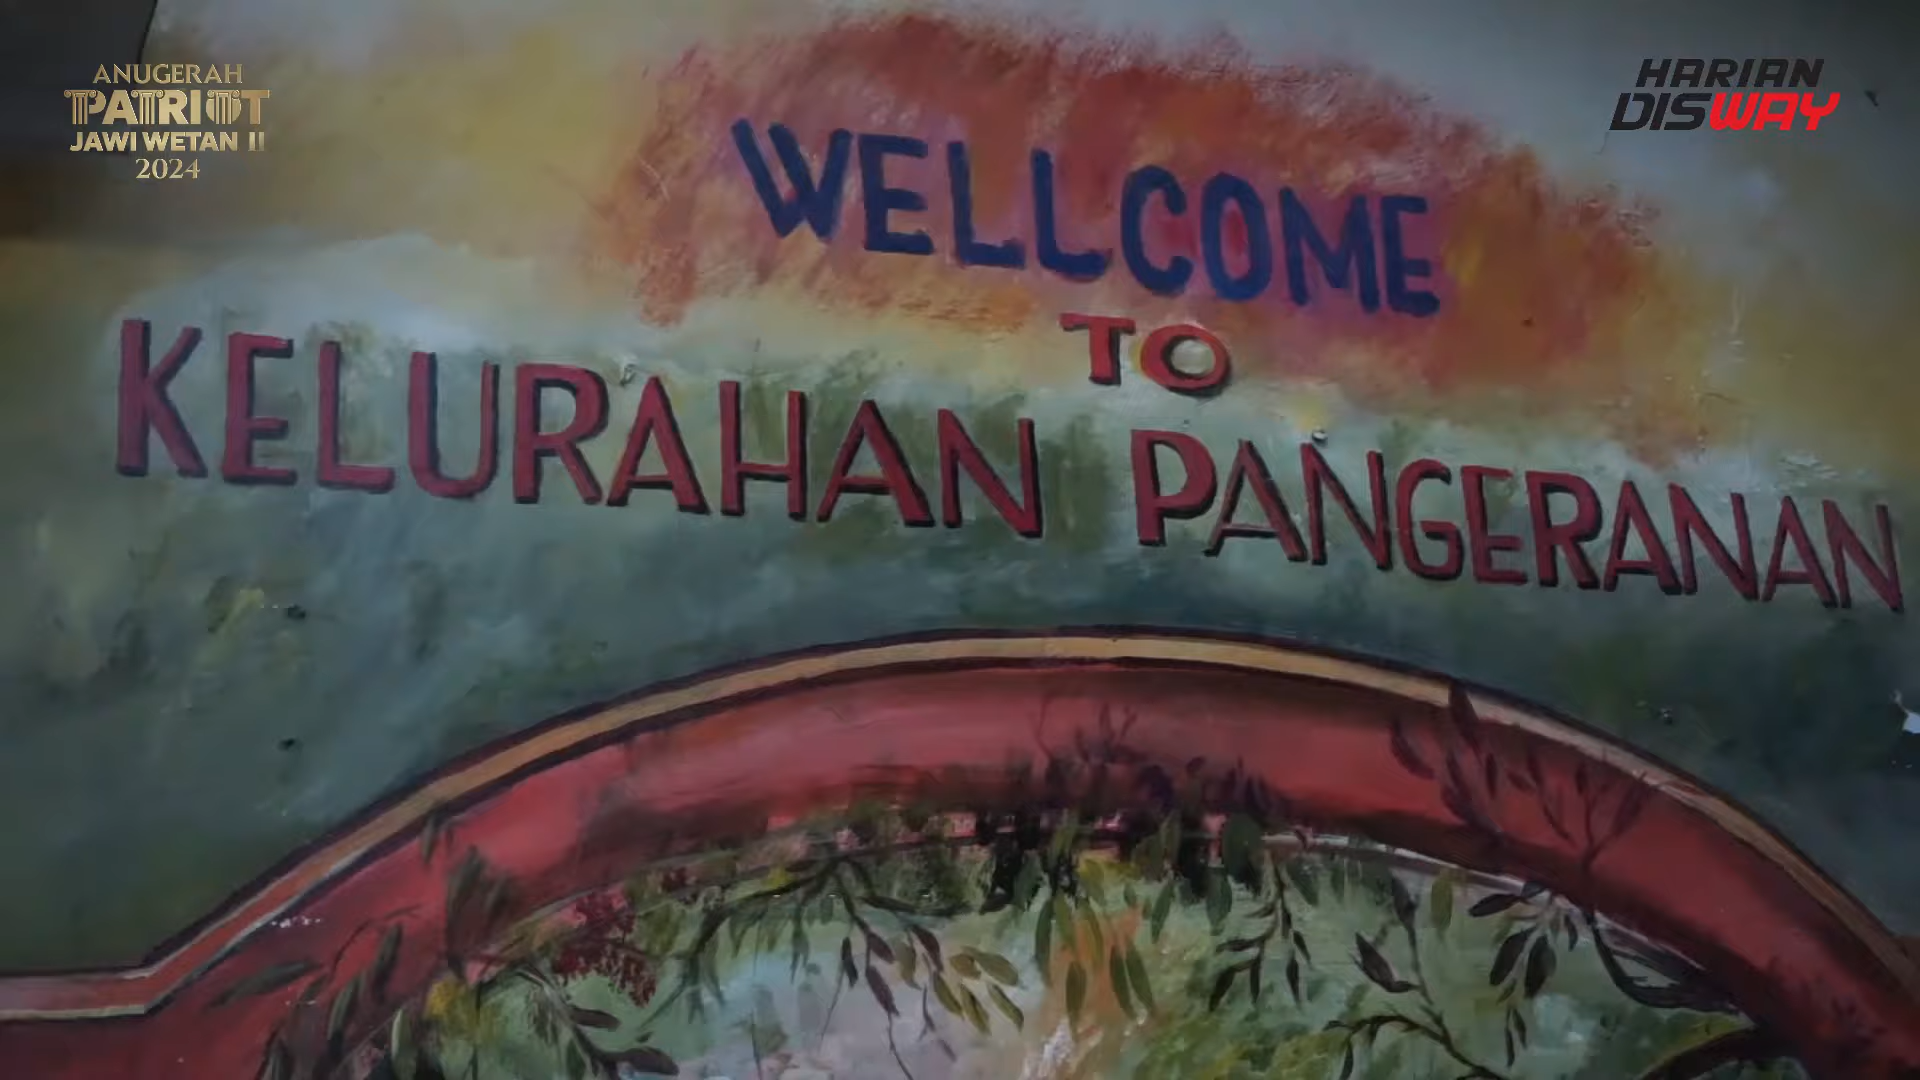 ANUGERAH
PATRIOT
JAWI WETAN II
2024
HARIAN
DISWAY
WELLCOME
TO
KELURAHAN PANGERANAN